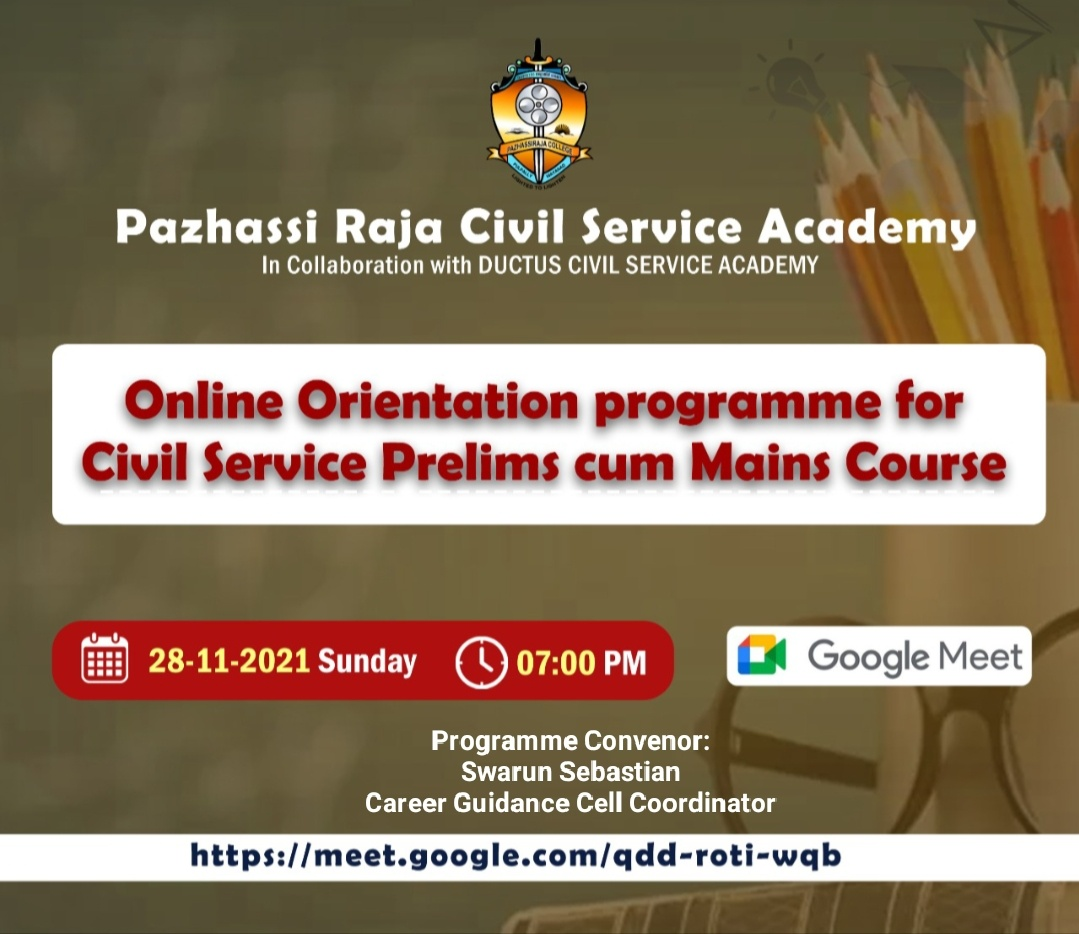 PAZHASSIRAJA COLLEGE
Pazhassi Raja Civil Service Academy
In Collaboration with DUCTUS CIVIL SERVICE ACADEMY
Online Orientation programme for
Civil Service Prelims cum Mains Course
28-11-2021 Sunday 07:00 PM
Google Meet
Programme Convenor:
Swarun Sebastian
Career Guidance Cell Coordinator
https://meet.google.com/qdd-roti-wqb